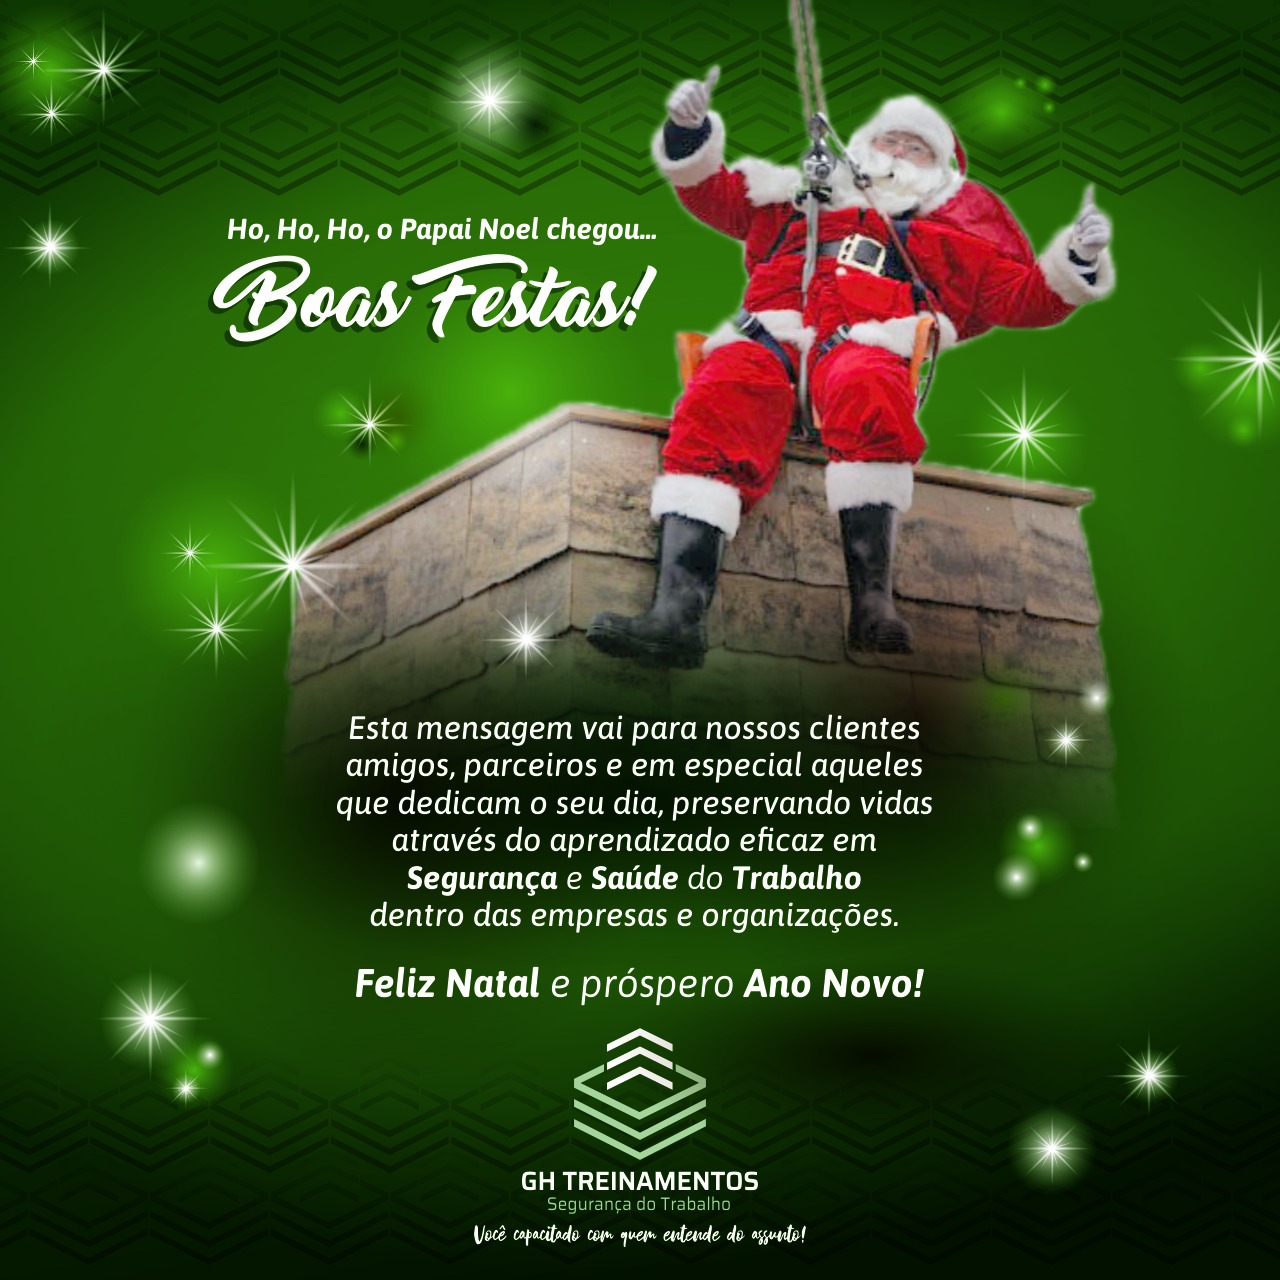 Ho, Ho, Ho, o Papai Noel chegou...
Boas Festas!
Esta mensagem vai para nossos clientes
amigos, parceiros e em especial aqueles
que dedicam o seu dia, preservando vidas
através do aprendizado eficaz em
Segurança e Saúde do Trabalho
dentro das empresas e organizações.
Feliz Natal e próspero Ano Novo!
GH TREINAMENTOS
Segurança do Trabalho
Você capacitado com quem entende do assunto!